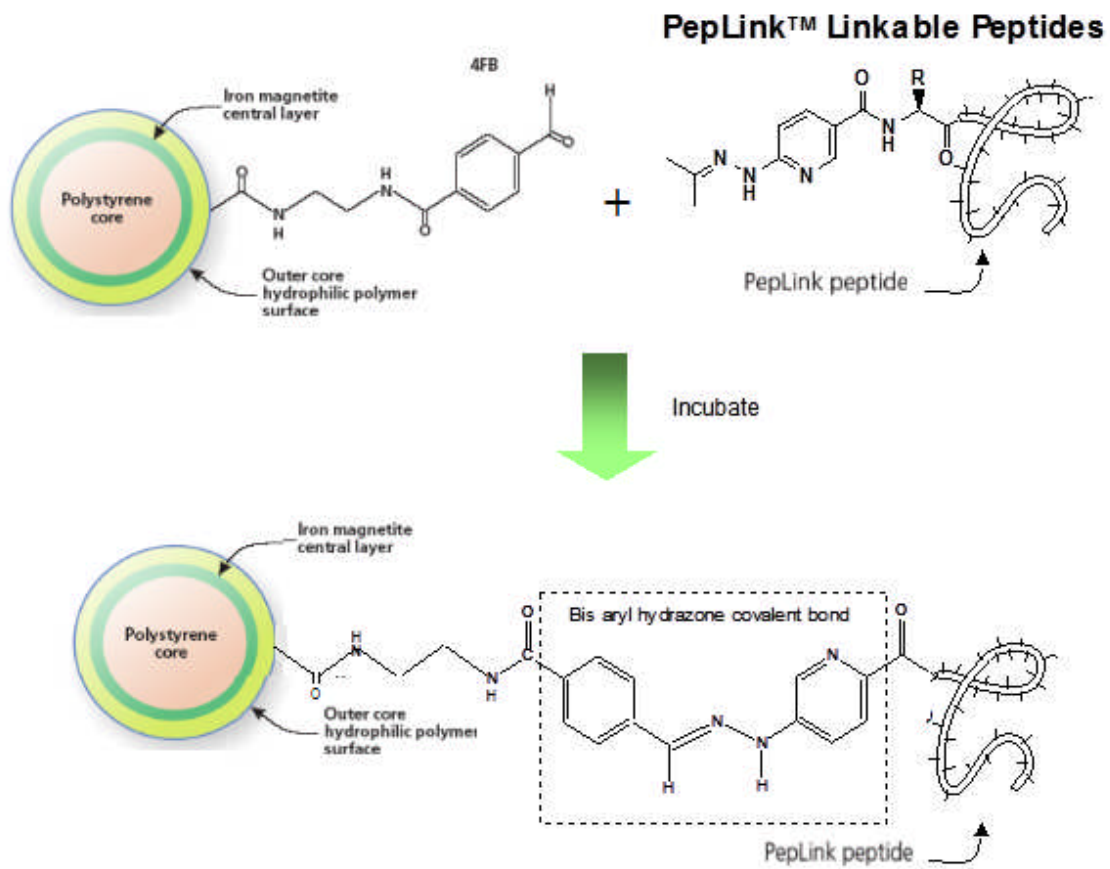 PepLink™ Linkable Peptides
4FB
Iron magnetite
central layer
Polystyrene
core
Outer core
hydrophilic polymer
surface
O
N
H
H
N
O
H
O
+
N
N
H
N
O
N
H
R
O
PepLink peptide
Incubate
Iron magnetite
central layer
Polystyrene
core
Outer core
hydrophilic polymer
surface
O
H
N
N
H
O
C
Bis aryl hydrazone covalent bond
H
N
N
H
N
O
PepLink peptide